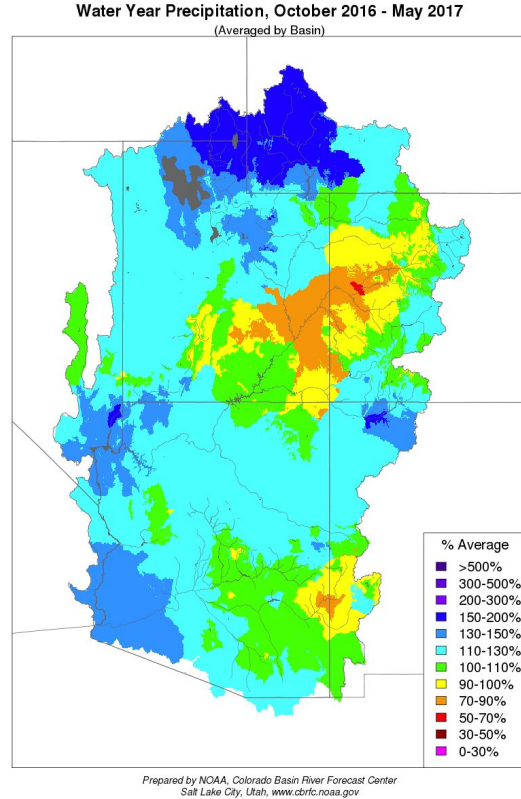 Water Year Precipitation, October 2016 - May 2017
(Averaged by Basin)
% Average
>500%
300-500%
200-300%
150-200%
130-150%
110-130%
100-110%
90-100%
70-90%
50-70%
30-50%
0-30%
Prepared by NOAA, Colorado Basin River Forecast Center
Salt Lake City, Utah, www.cbrfc.noaa.gov